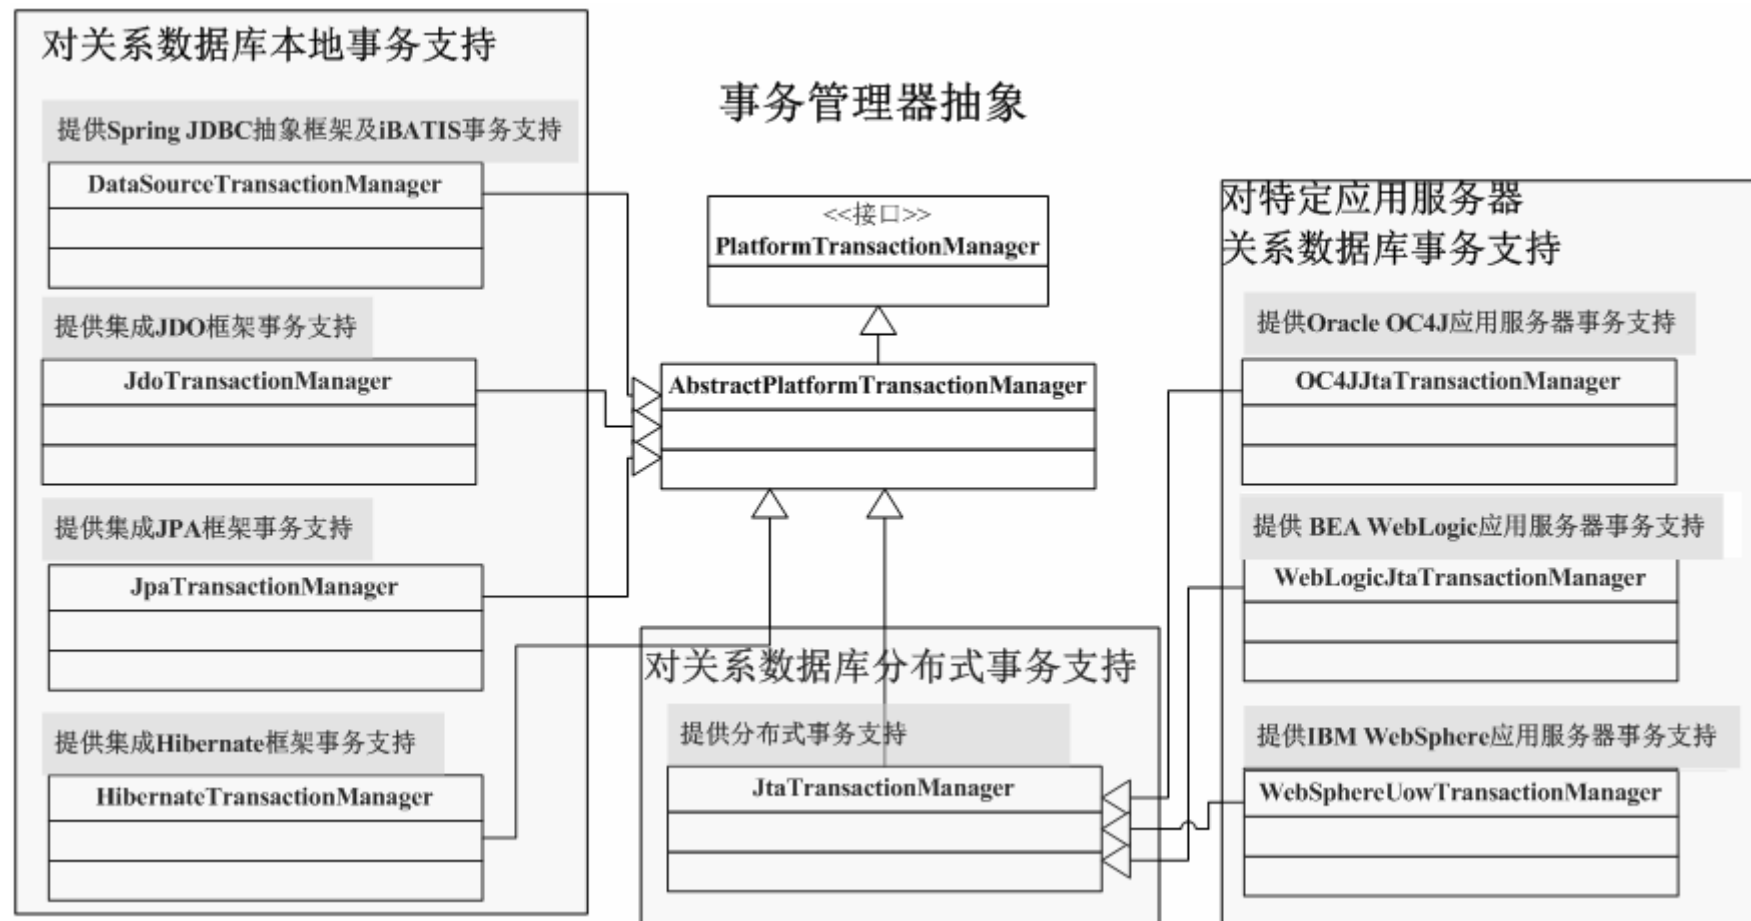 对关系数据库本地事务支持
提供Spring JDBC抽象框架及iBATIS事务支持
DataSourceTransactionManager
提供集成JDO框架事务支持
JdoTransactionManager
提供集成JPA框架事务支持
JpaTransactionManager
提供集成Hibernate框架事务支持
HibernateTransactionManager
事务管理器抽象
<<接口>>
PlatformTransactionManager
AbstractPlatformTransactionManager
对关系数据库分布式事务支持
提供分布式事务支持
JtaTransactionManager
对特定应用服务器
关系数据库事务支持
提供Oracle OC4J应用服务器事务支持
OC4JJtaTransactionManager
提供 BEA WebLogic应用服务器事务支持
WebLogicJtaTransactionManager
提供IBM WebSphere应用服务器事务支持
WebSphereUowTransactionManager